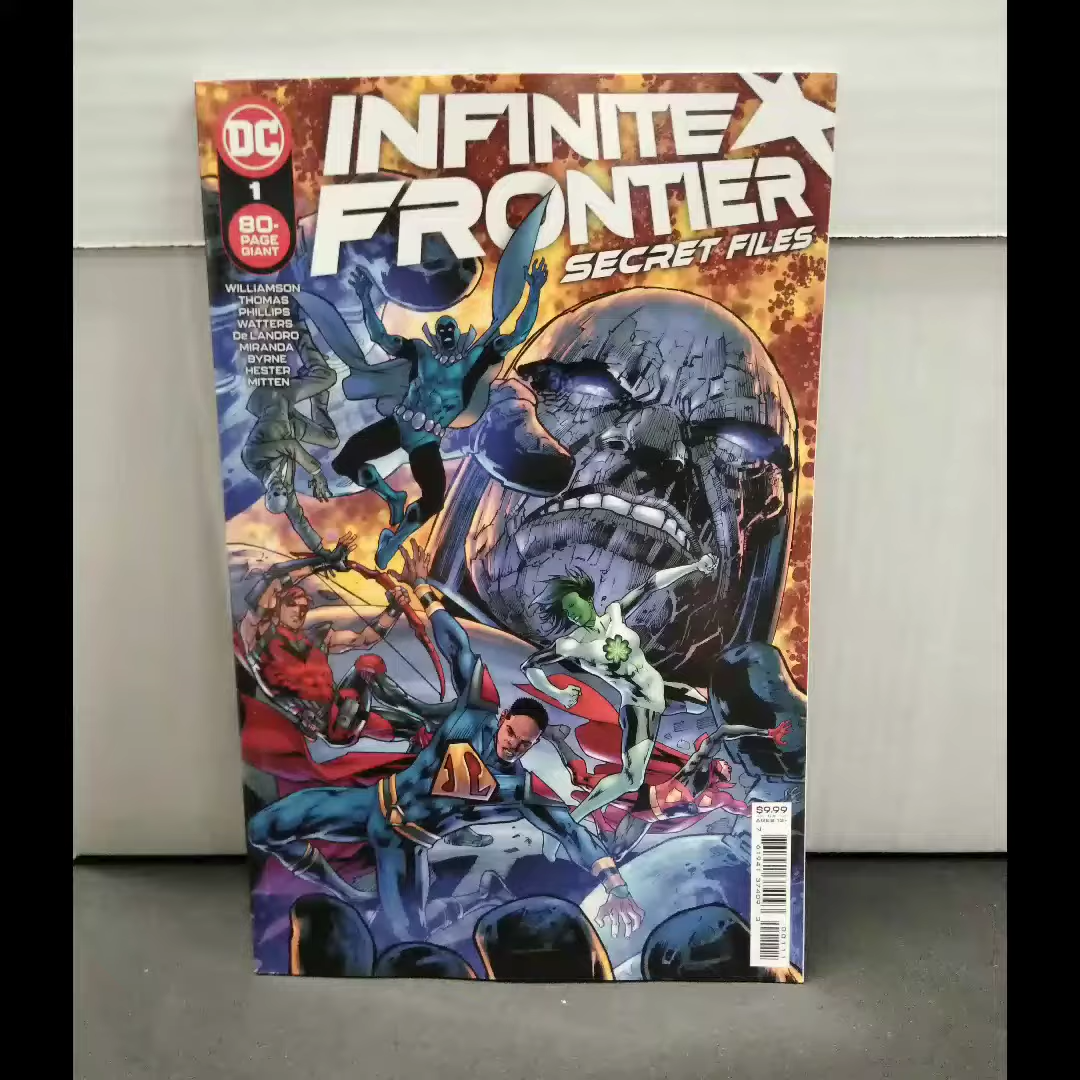 DC
1
80-
PAGE
GIANT
INFINITE
FRONTIER
SECRET FILES
WILLIAMSON
THOMAS
PHILLIPS
WATTERS
De LANDRO
MIRANDA
BYRNE
HESTER
MITTEN
$9.99